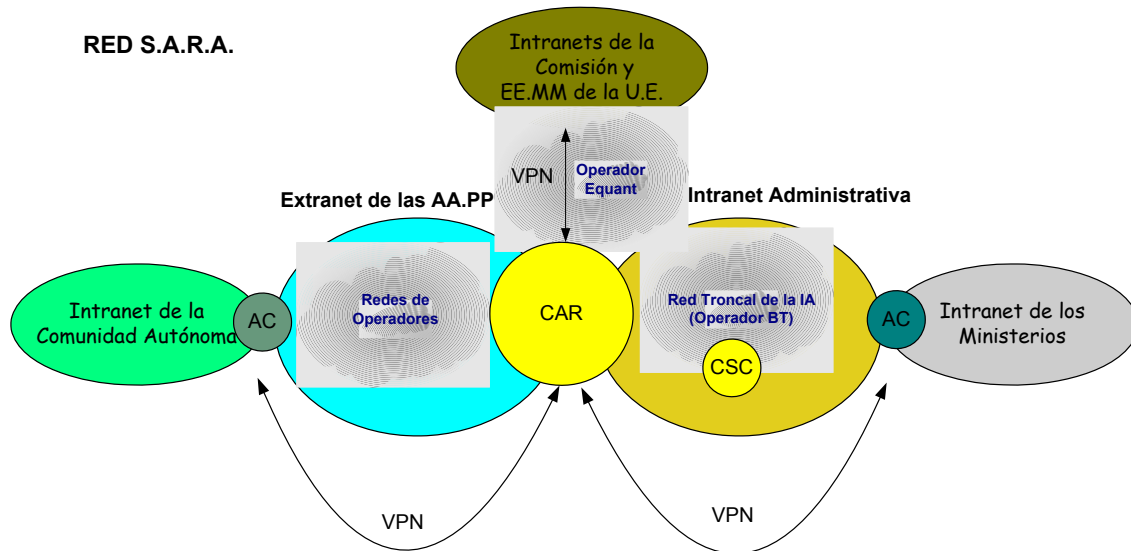 RED S.A.R.A.
Intranets de la
Comisión y
EE.MM de la U.E.
VPN
Operador
Equant
Extranet de las AA.PP
Intranet Administrativa
Intranet de la
Comunidad Autónoma
AC
Redes de
Operadores
CAR
Red Troncal de la IA
(Operador BT)
CSC
AC
Intranet de los
Ministerios
VPN
VPN